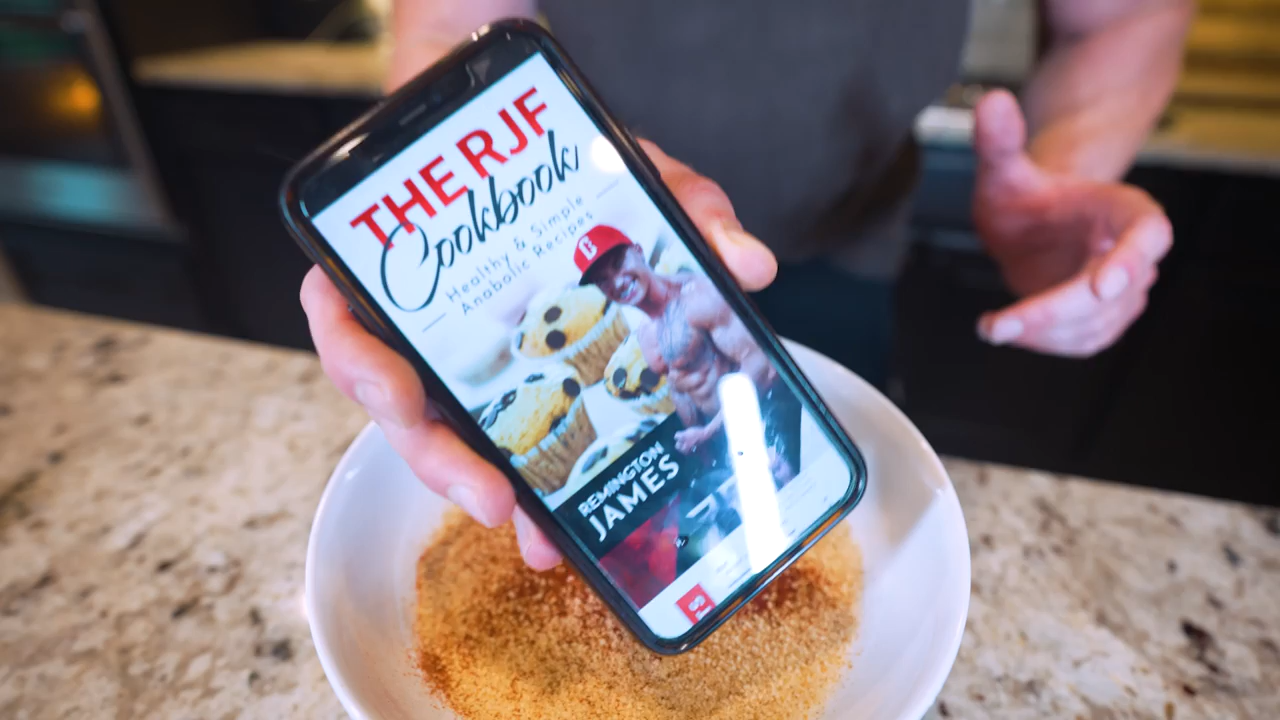 THE RJF
Cookbook
Healthy & Simple
Anabolic Recipes
REMINGTON
JAMES